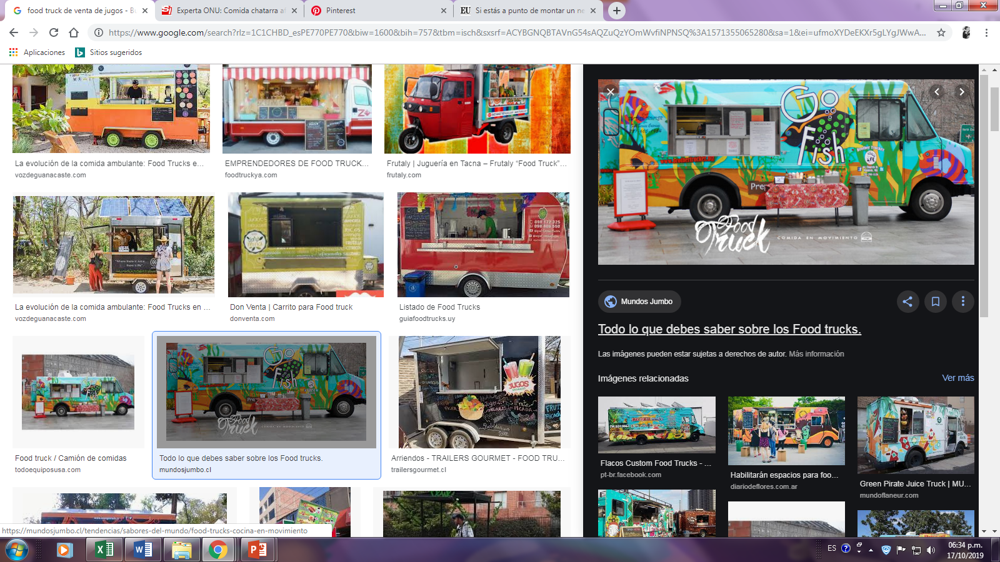 food truck de venta de jugos - Bu
Experta ONU: Comida chatarra af
Pinterest
EU Si estás a punto de montar un ne
https://www.google.com/search?rlz=1C1CHBD_esPE770PE770&biw=1600&bih=757&tbm=isch&sxsrf=ACYBGNQBTAVnG54sAQZuQzYOmWvfiNPNSQ%3A1571355065280&sa=1&ei=ufmoXYDeEKXr5gLYgJWwA...
Aplicaciones
Sitios sugeridos
La evolución de la comida ambulante: Food Trucks e...
vozdeguanacaste.com
EMPRENDEDORES DE FOOD TRUCK...
foodtruckya.com
Frutaly | Juguería en Tacna – Frutaly “Food Truck”...
frutaly.com
La evolución de la comida ambulante: Food Trucks en ...
vozdeguanacaste.com
Don Venta | Carrito para Food truck
donventa.com
Listado de Food Trucks
guiafoodtrucks.uy
Food truck / Camión de comidas
todoequiposusa.com
Todo lo que debes saber sobre los Food trucks.
mundosjumbo.cl
JUGOS
Arriendos - TRAILERS GOURMET - FOOD TRU...
trailersgourmet.cl
https://mundosjumbo.cl/tendencias/sabores-del-mundo/food-trucks-cocina-en-movimiento
Go
Fish
Food
Truck
COMIDA EN MOVIMIENTO
Mundos Jumbo
Todo lo que debes saber sobre los Food trucks.
Las imágenes pueden estar sujetas a derechos de autor. Más información
Imágenes relacionadas
Ver más
Flacos Custom Food Trucks - ...
pt-br.facebook.com
Habilitarán espacios para foo...
diariodeflores.com.ar
Green Pirate Juice Truck | MU...
mundoflaneur.com
ES
06:34 p.m.
17/10/2019